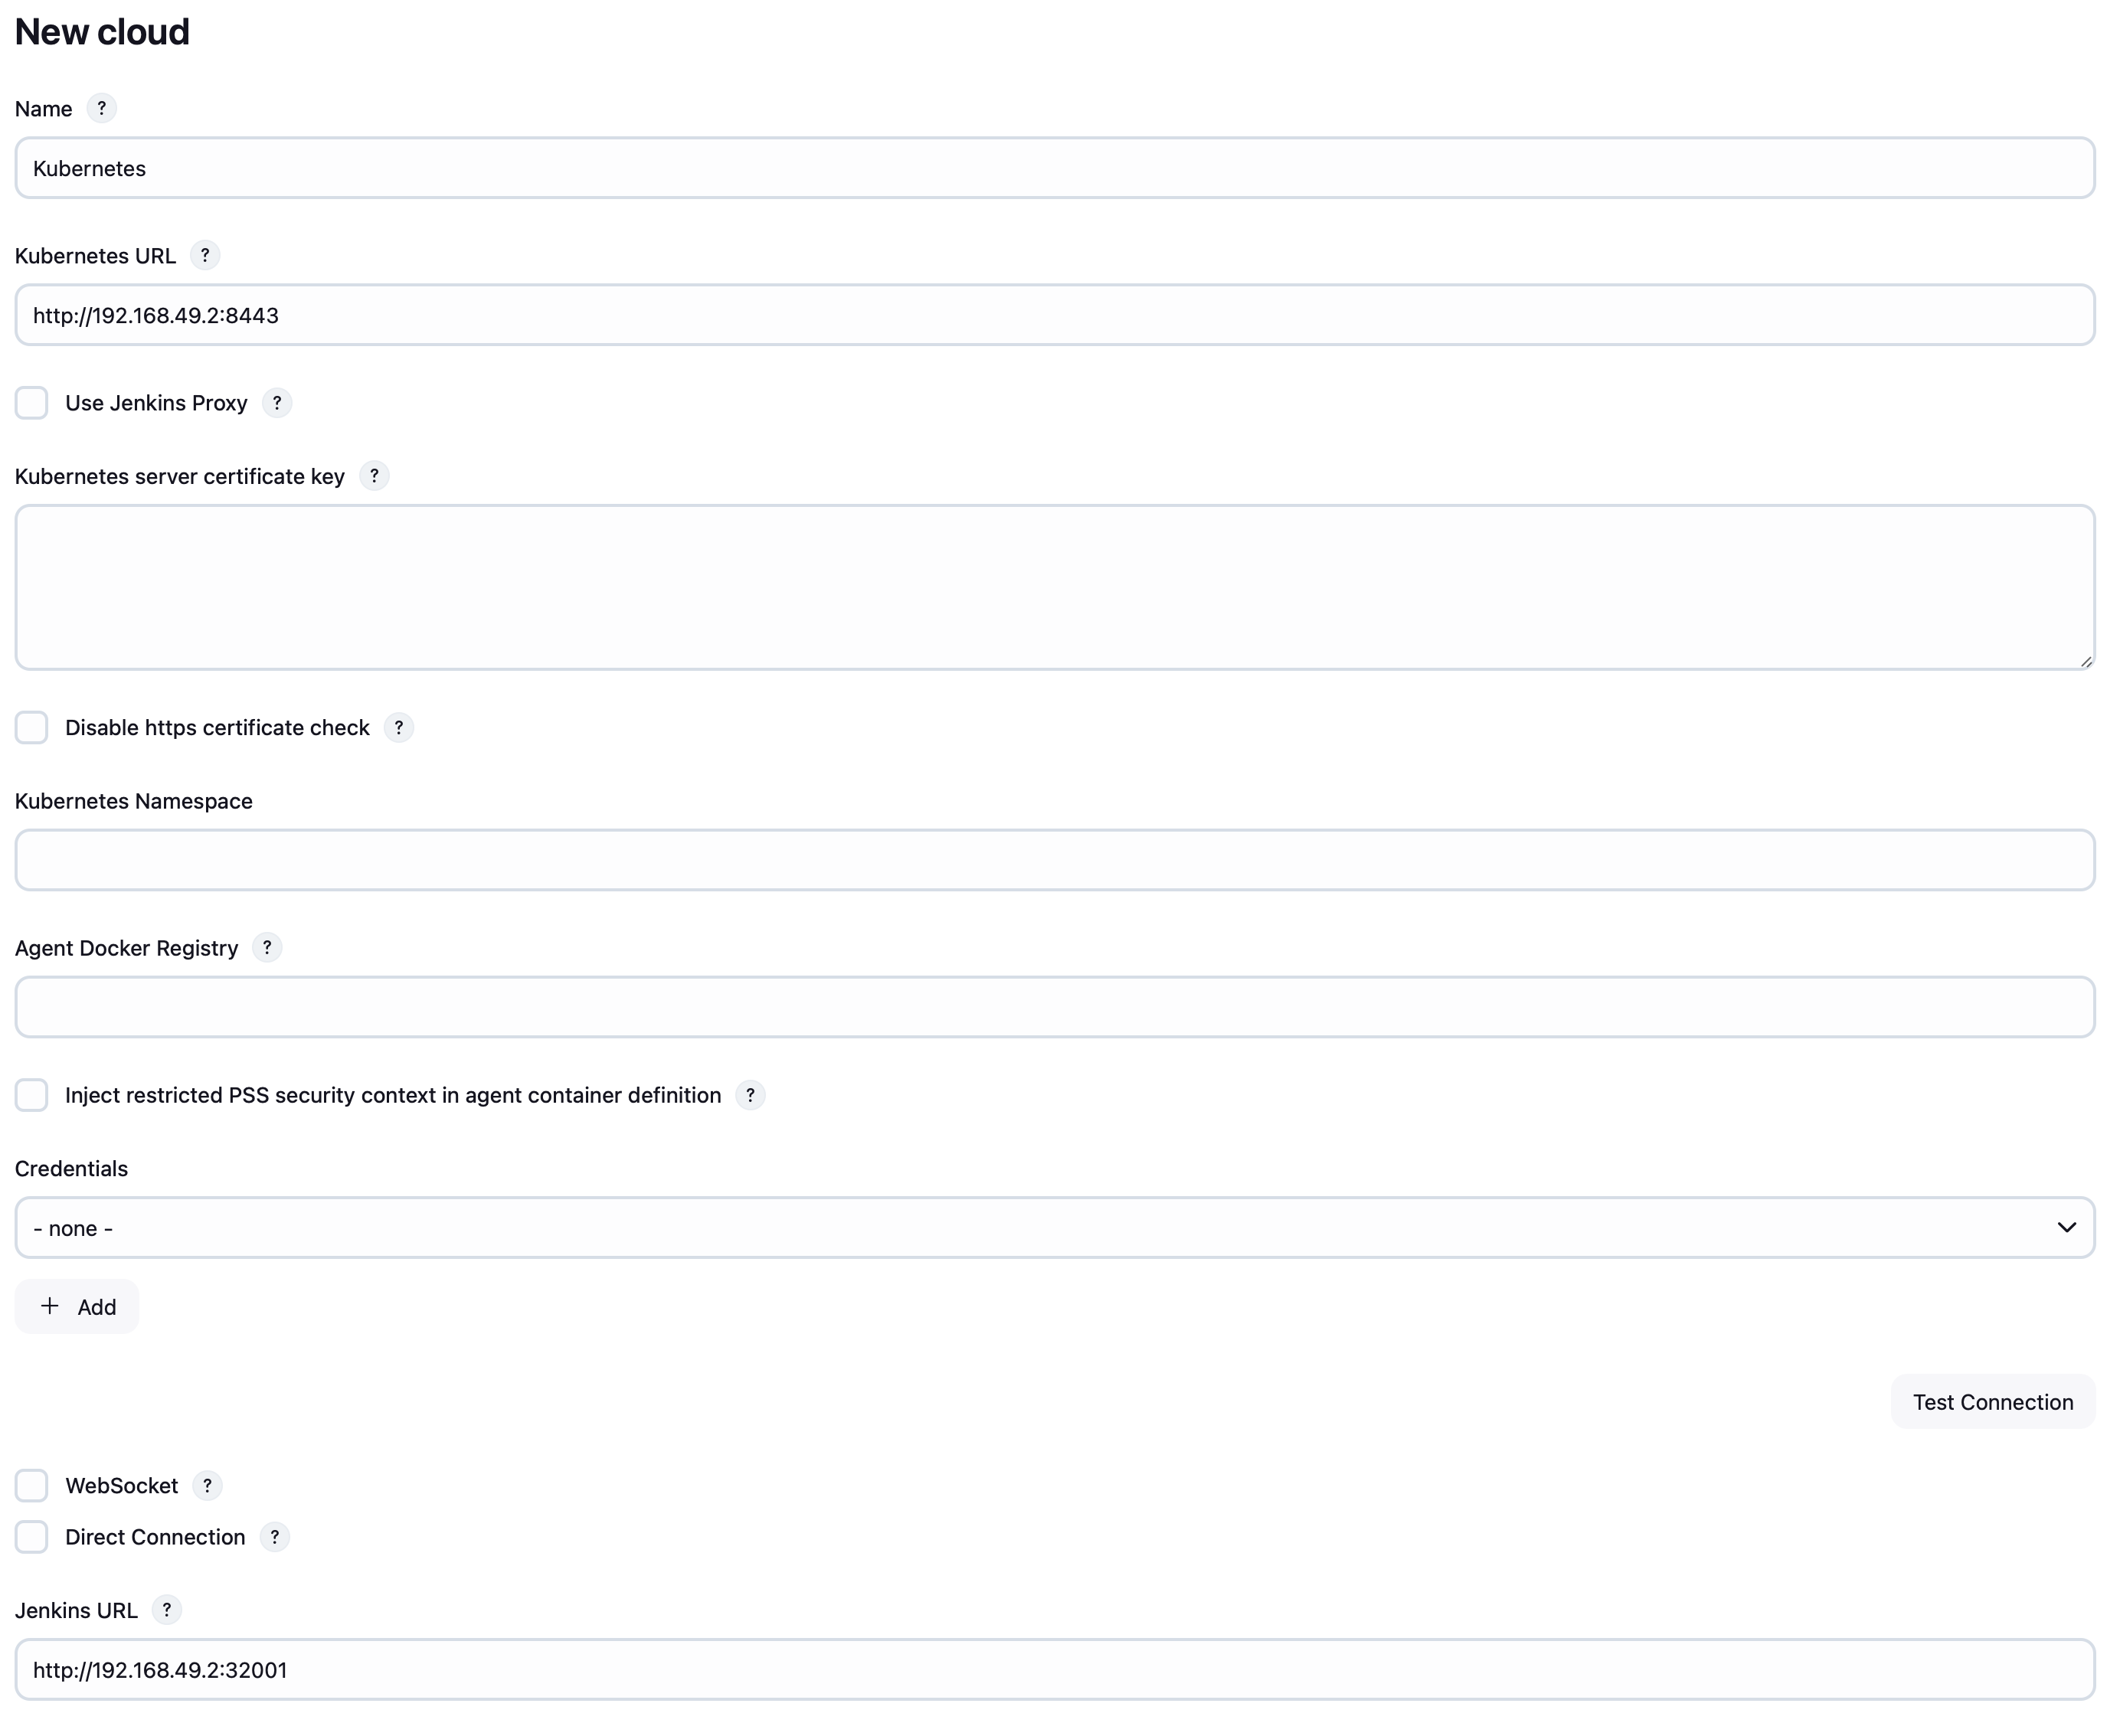 New cloud
Name ?
Kubernetes
Kubernetes URL ?
http://192.168.49.2:8443
Use Jenkins Proxy ?
Kubernetes server certificate key ?
Disable https certificate check ?
Kubernetes Namespace
Agent Docker Registry ?
Inject restricted PSS security context in agent container definition ?
Credentials
- none -
+ Add
Test Connection
WebSocket ?
Direct Connection ?
Jenkins URL ?
http://192.168.49.2:32001